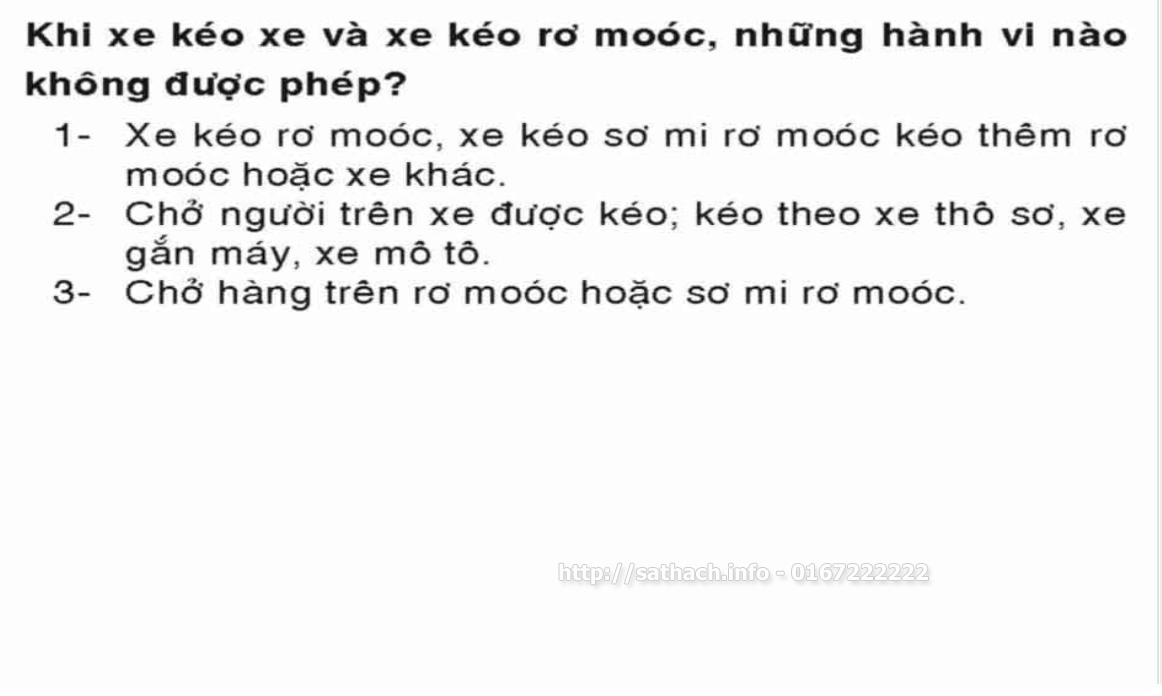 Khi xe kéo xe và xe kéo rơ moóc, những hành vi nào
không được phép?
1- Xe kéo rơ moóc, xe kéo sơ mi rơ moóc kéo thêm rơ
moóc hoặc xe khác.
2- Chở người trên xe được kéo; kéo theo xe thô sơ, xe
gắn máy, xe mô tô.
3- Chở hàng trên rơ moóc hoặc sơ mi rơ moóc.
http://sathach.info - 0167222222